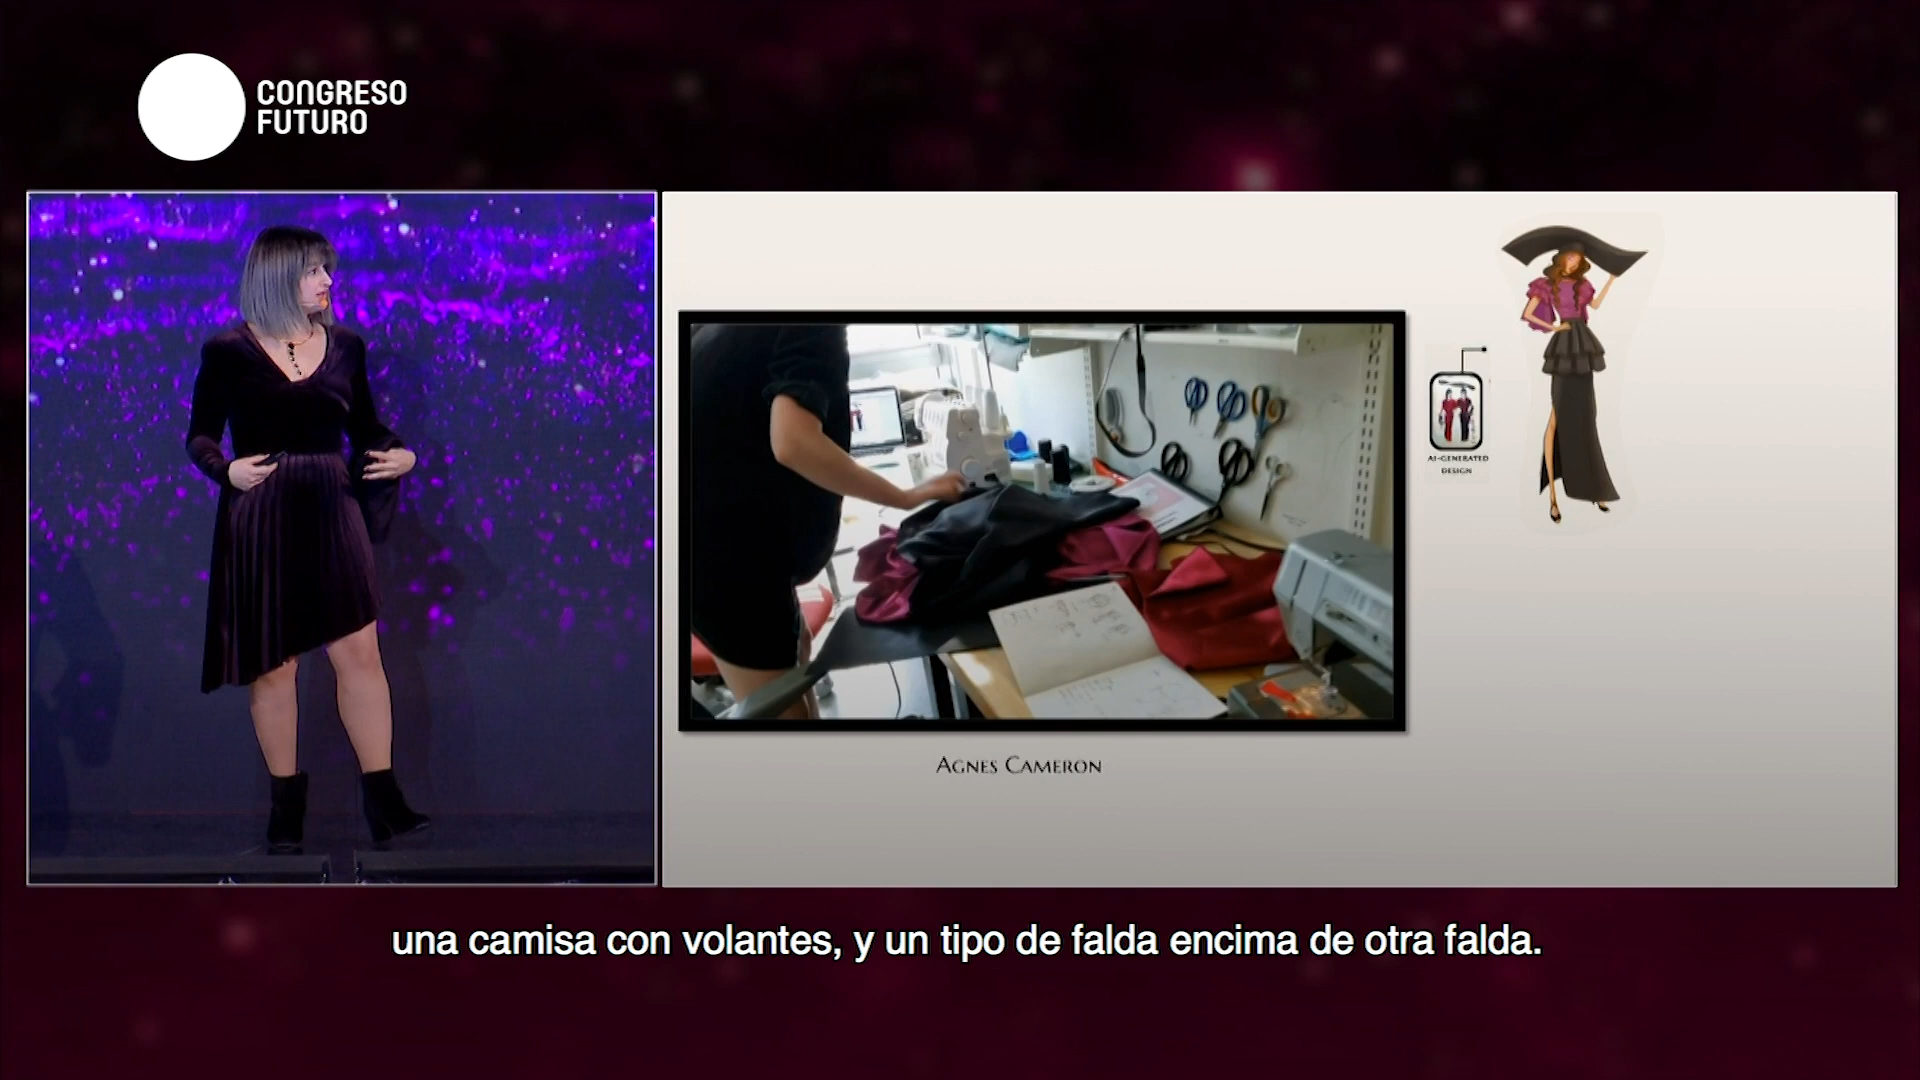 CONGRESO
FUTURO
AI-GENERATED
DESIGN
AGNES CAMERON
una camisa con volantes, y un tipo de falda encima de otra falda.